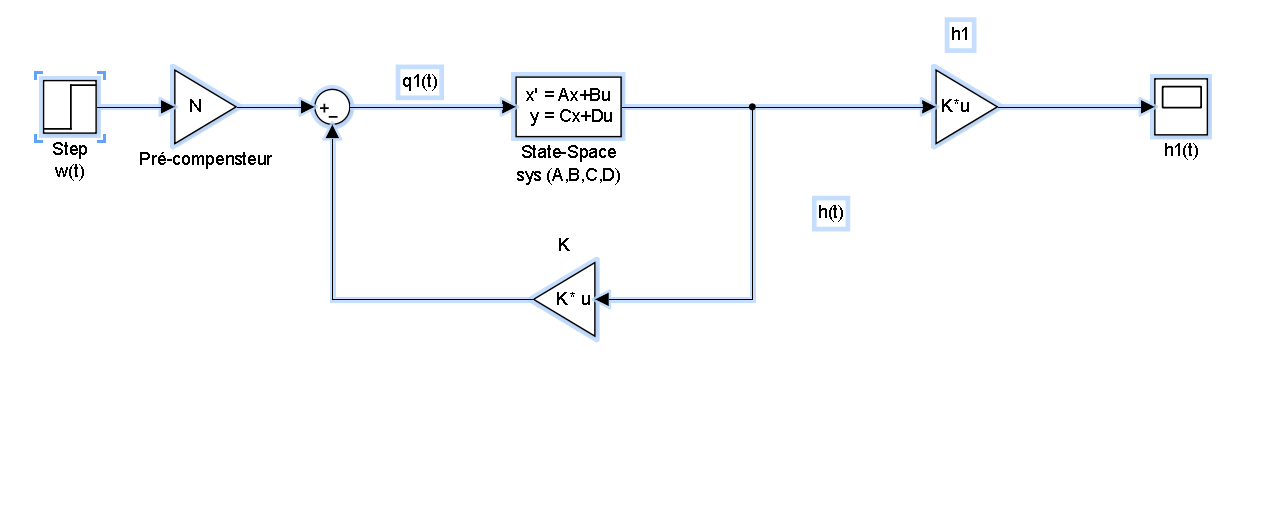 h1
q1(t)
N
+
−
x' = Ax+Bu
y = Cx+Du
K*u
Step
w(t)
Pré-compensteur
State-Space
sys (A,B,C,D)
h1(t)
h(t)
K
K* u